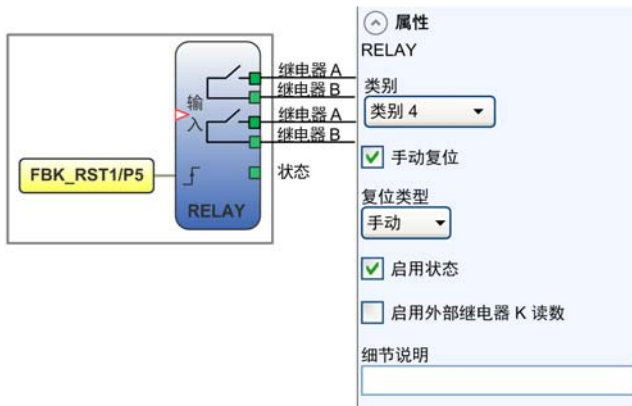 继电器 A
继电器 B
输
入
继电器 A
继电器 B
FBK_RST1/P5
状态
RELAY
属性
RELAY
类别
类别 4
手动复位
复位类型
手动
启用状态
启用外部继电器 K 读数
细节说明